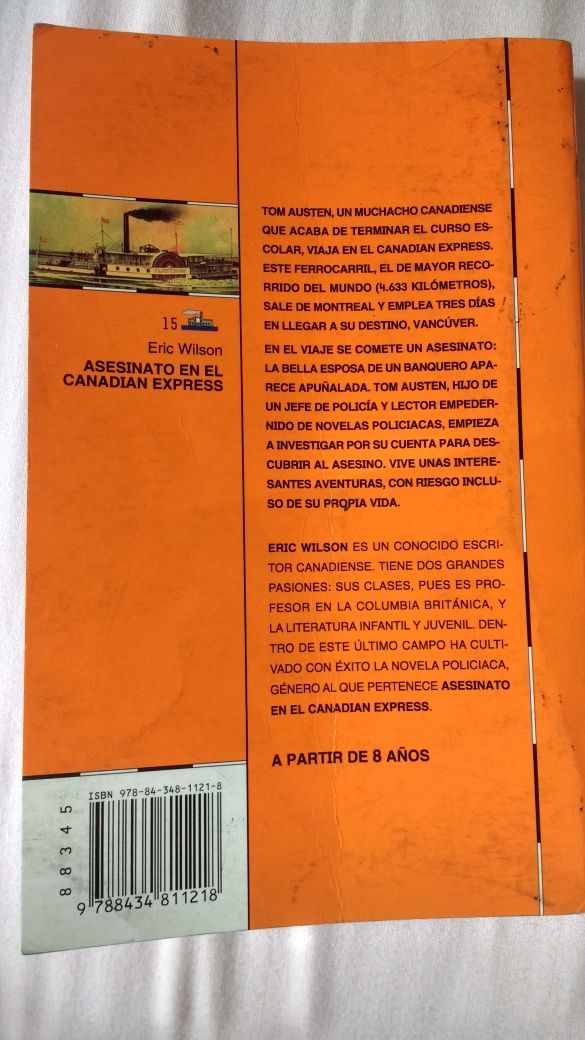 15
Eric Wilson
ASESINATO EN EL
CANADIAN EXPRESS
TOM AUSTEN, UN MUCHACHO CANADIENSE
QUE ACABA DE TERMINAR EL CURSO ES-
COLAR, VIAJA EN EL CANADIAN EXPRESS.
ESTE FERROCARRIL, EL DE MAYOR RECO-
RRIDO DEL MUNDO (4.633 KILÓMETROS),
SALE DE MONTREAL Y EMPLEA TRES DÍAS
EN LLEGAR A SU DESTINO, VANCÚVER.
EN EL VIAJE SE COMETE UN ASESINATO:
LA BELLA ESPOSA DE UN BANQUERO APA-
RECE APUÑALADA. TOM AUSTEN, HIJO DE
UN JEFE DE POLICÍA Y LECTOR EMPEDER-
NIDO DE NOVELAS POLICIACAS, EMPIEZA
A INVESTIGAR POR SU CUENTA PARA DES-
CUBRIR AL ASESINO. VIVE UNAS INTERE-
SANTES AVENTURAS, CON RIESGO INCLU-
SO DE SU PROPIA VIDA.
ERIC WILSON ES UN CONOCIDO ESCRI-
TOR CANADIENSE. TIENE DOS GRANDES
PASIONES: SUS CLASES, PUES ES PRO-
FESOR EN LA COLUMBIA BRITÁNICA, Y
LA LITERATURA INFANTIL Y JUVENIL. DEN-
TRO DE ESTE ÚLTIMO CAMPO HA CULTI-
VADO CON ÉXITO LA NOVELA POLICIACA,
GÉNERO AL QUE PERTENECE ASESINATO
EN EL CANADIAN EXPRESS.
A PARTIR DE 8 AÑOS
ISBN 978-84-348-1121-8
88345
9 788434 811218